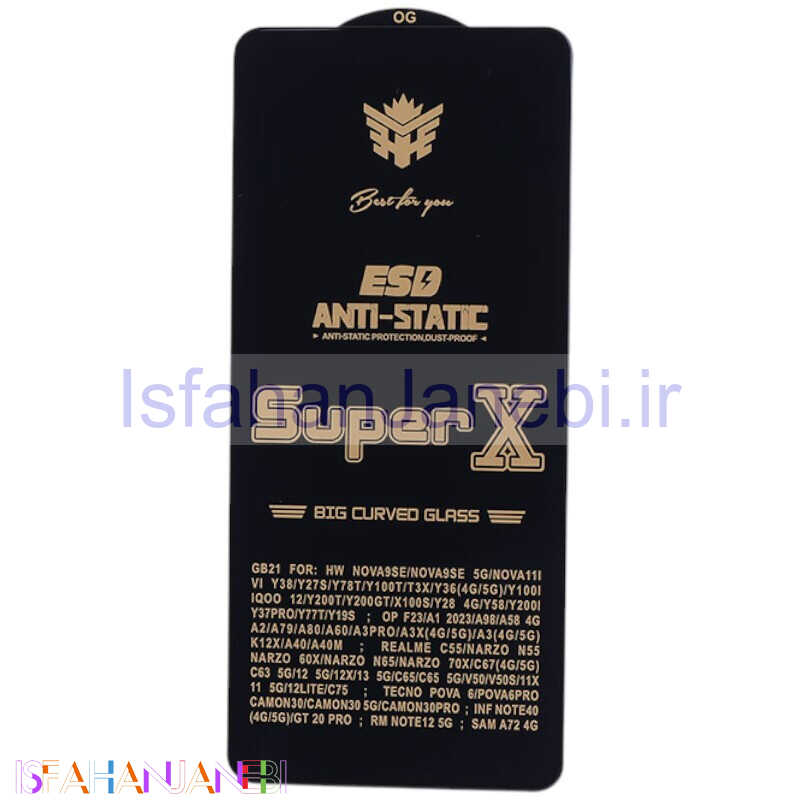 OG
Best for you
ESD
ANTI-STATIC
ANTI-STATIC PROTECTION,DUST-PROOF
IsfahanJanebi.ir
Super X
BIG CURVED GLASS
GB21 FOR: HW NOVA9SE/NOVA9SE 5G/NOVA11I
VI Y38/Y27S/Y78T/Y100T/T3X/Y36(4G/5G)/Y100I
IQOO 12/Y200T/Y200GT/X100S/Y28 4G/Y58/Y200I
Y37PRO/Y77T/Y19S ; OP F23/A1 2023/A98/A58 4G
A2/A79/A80/A60/A3PRO/A3X(4G/5G)/A3(4G/5G)
K12X/A40/A40M ; REALME C55/NARZO N55
NARZO 60X/NARZO N65/NARZO 70X/C67(4G/5G)
C63 5G/12 5G/12X/13 5G/C65/C65 5G/V50/V50S/11X
11 5G/12LITE/C75 ; TECNO POVA 6/POVA6PRO
CAMON30/CAMON30 5G/CAMON30PRO ; INF NOTE40
(4G/5G)/GT 20 PRO ; RM NOTE12 5G ; SAM A72 4G
ISFAHANJANEBI